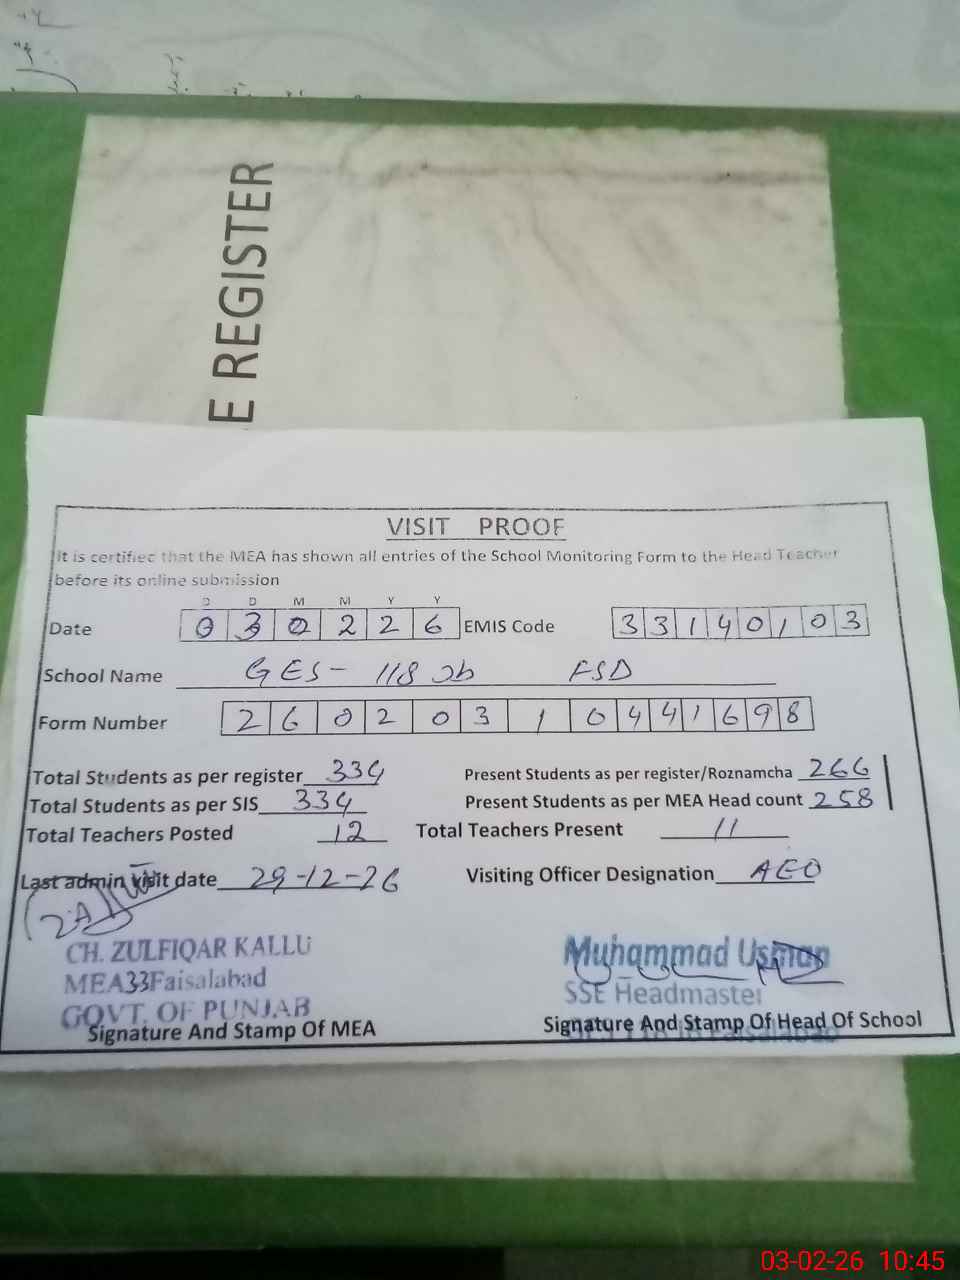 E REGISTER
VISIT PROOF
It is certified that the MEA has shown all entries of the School Monitoring Form to the Head Teacher
before its online submission
D D M M Y Y
Date 0 3 0 2 2 6 EMIS Code 3 3 1 4 0 1 0 3
School Name GES- 118 Jb FSD
Form Number 2 6 0 2 0 3 1 0 4 4 1 6 9 8
Total Students as per register 334 Present Students as per register/Roznamcha 266
Total Students as per SIS 334 Present Students as per MEA Head count 258
Total Teachers Posted 12 Total Teachers Present 11
Last admin visit date 29-12-26 Visiting Officer Designation AEO
CH. ZULFIQAR KALLU Muhammad Usman
MEA33Faisalabad SSE Headmaster
GOVT. OF PUNJAB
Signature And Stamp Of MEA Signature And Stamp Of Head Of School
03-02-26 10:45